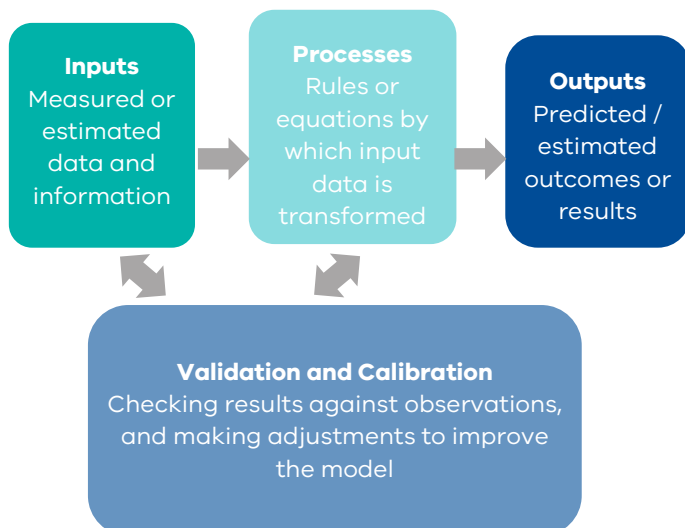 Inputs
Measured or
estimated
data and
information
Processes
Rules or
equations by
which input
data is
transformed
Outputs
Predicted /
estimated
outcomes or
results
Validation and Calibration
Checking results against observations,
and making adjustments to improve
the model